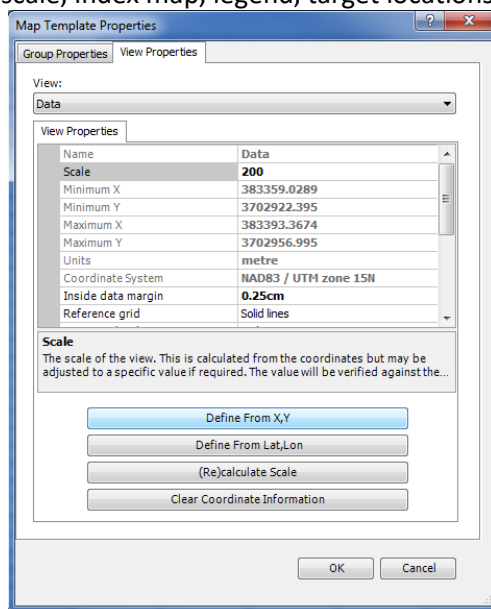 scale, index map, legend, target locations
Map Template Properties
Group Properties View Properties
View:
Data
View Properties
Name Data
Scale 200
Minimum X 383359.0289
Minimum Y 3702922.395
Maximum X 383393.3674
Maximum Y 3702956.995
Units metre
Coordinate System NAD83 / UTM zone 15N
Inside data margin 0.25cm
Reference grid Solid lines
Scale
The scale of the view. This is calculated from the coordinates but may be
adjusted to a specific value if required. The value will be verified against the...
Define From X,Y
Define From Lat,Lon
(Re)calculate Scale
Clear Coordinate Information
OK Cancel